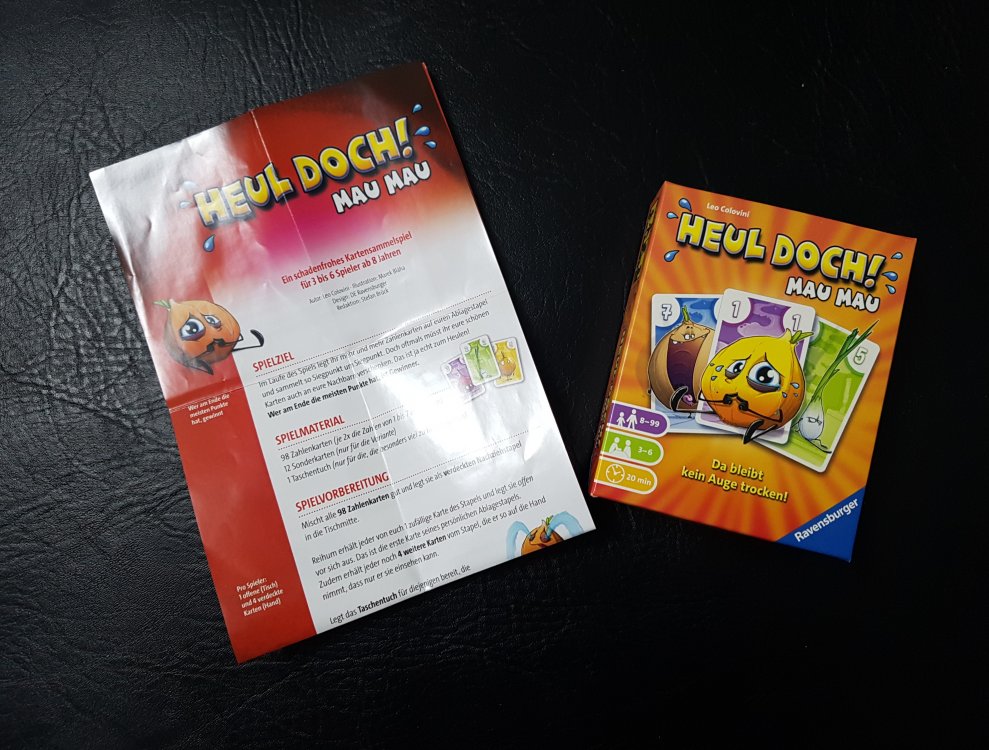 HEUL DOCH!
MAU MAU
Ein schadenfrohes Kartensammelspiel
für 3 bis 6 Spieler ab 8 Jahren
Autor: Leo Colovini · Illustration: Marek Bláha
Design: DE Ravensburger
Redaktion: Stefan Brück
SPIELZIEL
Im Laufe des Spiels legt ihr mehr und mehr Zahlenkarten auf euren Ablagestapel
und sammelt so Siegpunkt um Siegpunkt. Doch oftmals müsst ihr eure schönen
Karten auch an eure Nachbarn verschenken. Das ist ja echt zum Heulen!
Wer am Ende die meisten Punkte hat, Gewinner.
Wer am Ende die
meisten Punkte
hat, gewinnt
SPIELMATERIAL
98 Zahlenkarten (je 2x die Zahlen von 1 bis
12 Sonderkarten (nur für die Variante)
1 Taschentuch (nur für die, die besonders viel zu
SPIELVORBEREITUNG
Mischt alle 98 Zahlenkarten gut und legt sie als verdeckten Nachziehstapel
in die Tischmitte.
Reihum erhält jeder von euch 1 zufällige Karte des Stapels und legt sie offen
vor sich aus. Das ist die erste Karte seines persönlichen Ablagestapels.
Zudem erhält jeder noch 4 weitere Karten vom Stapel, die er so auf die Hand
nimmt, dass nur er sie einsehen kann.
Pro Spieler:
1 offene (Tisch)
und 4 verdeckte
Karten (Hand)
Legt das Taschentuch für diejenigen bereit, die
Leo Colovini
HEUL DOCH!
MAU MAU
7
1
1
5
8–99
3–6
20 min
Da bleibt
kein Auge trocken!
Ravensburger